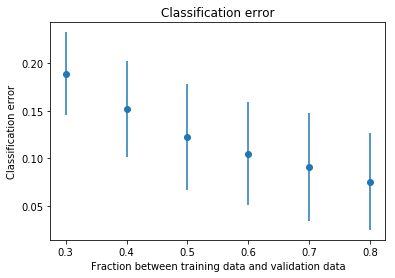 Classification error
Classification error
0.20
0.15
0.10
0.05
0.3 0.4 0.5 0.6 0.7 0.8
Fraction between training data and validation data